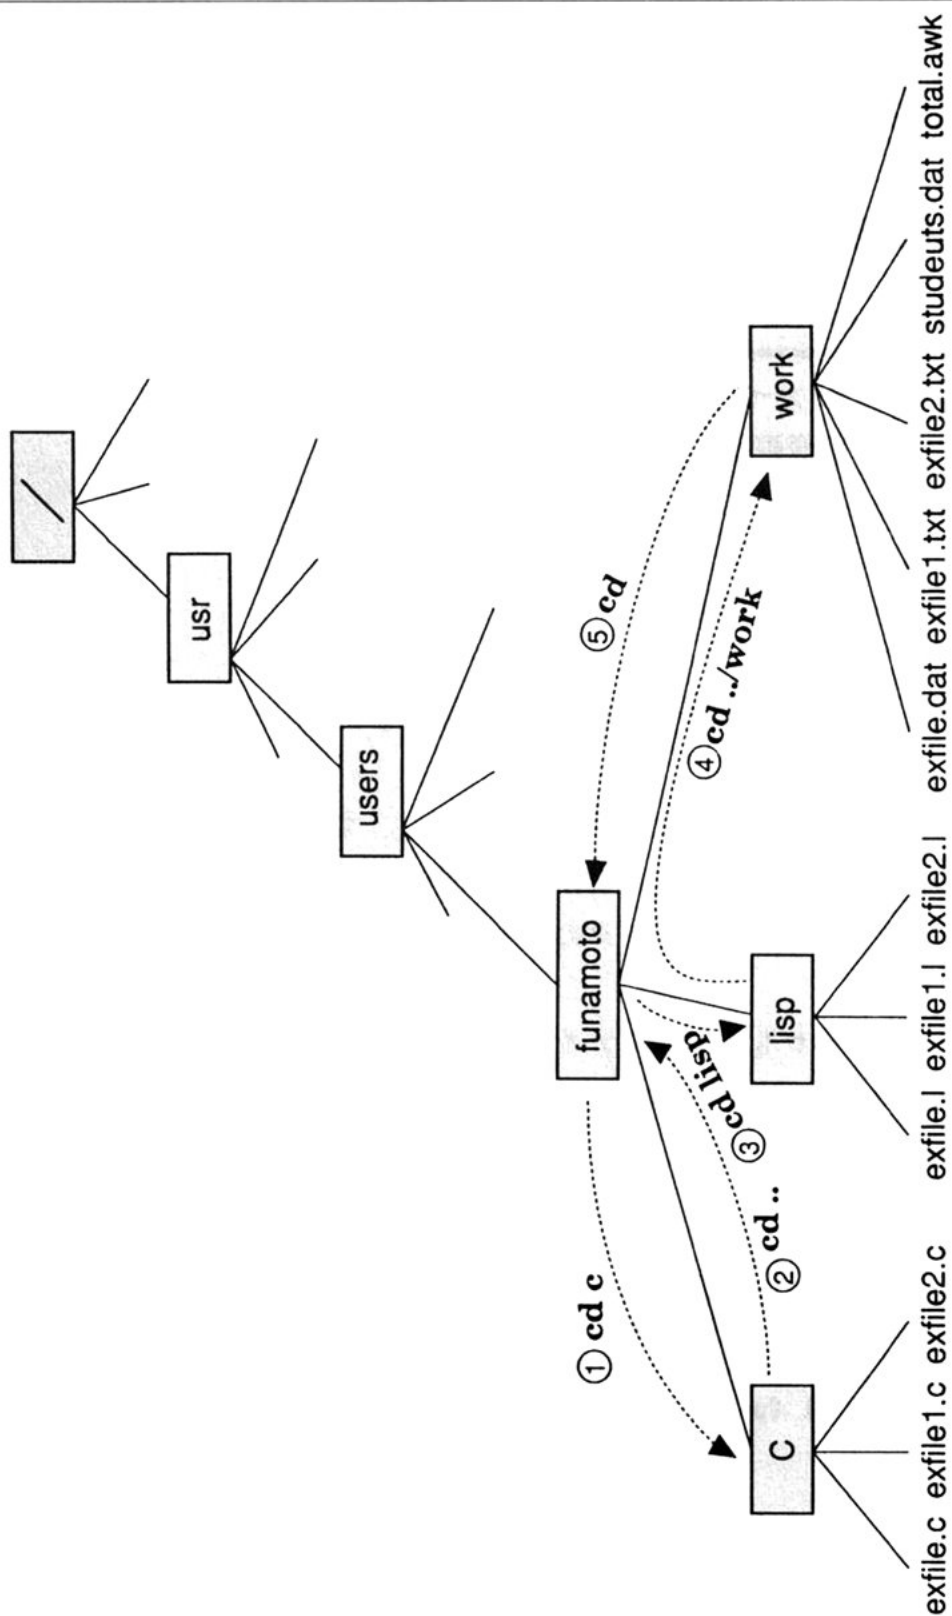 /
usr
users
funamoto
① cd c
② cd ..
③ cd lisp
④ cd ../work
⑤ cd
C
lisp
work
exfile.c exfile1.c exfile2.c
exfile.l exfile1.l exfile2.l
exfile.dat exfile1.txt exfile2.txt studeuts.dat total.awk